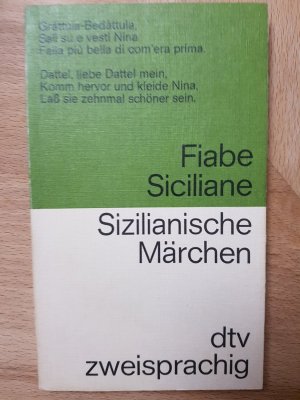 Gràttula-Beddàttula,
Sali su e vesti Nina
Falla più bella di com'era prima.
Dattel, liebe Dattel mein,
Komm hervor und kleide Nina,
Laß sie zehnmal schöner sein.
Fiabe
Siciliane
Sizilianische
Märchen
dtv
zweisprachig